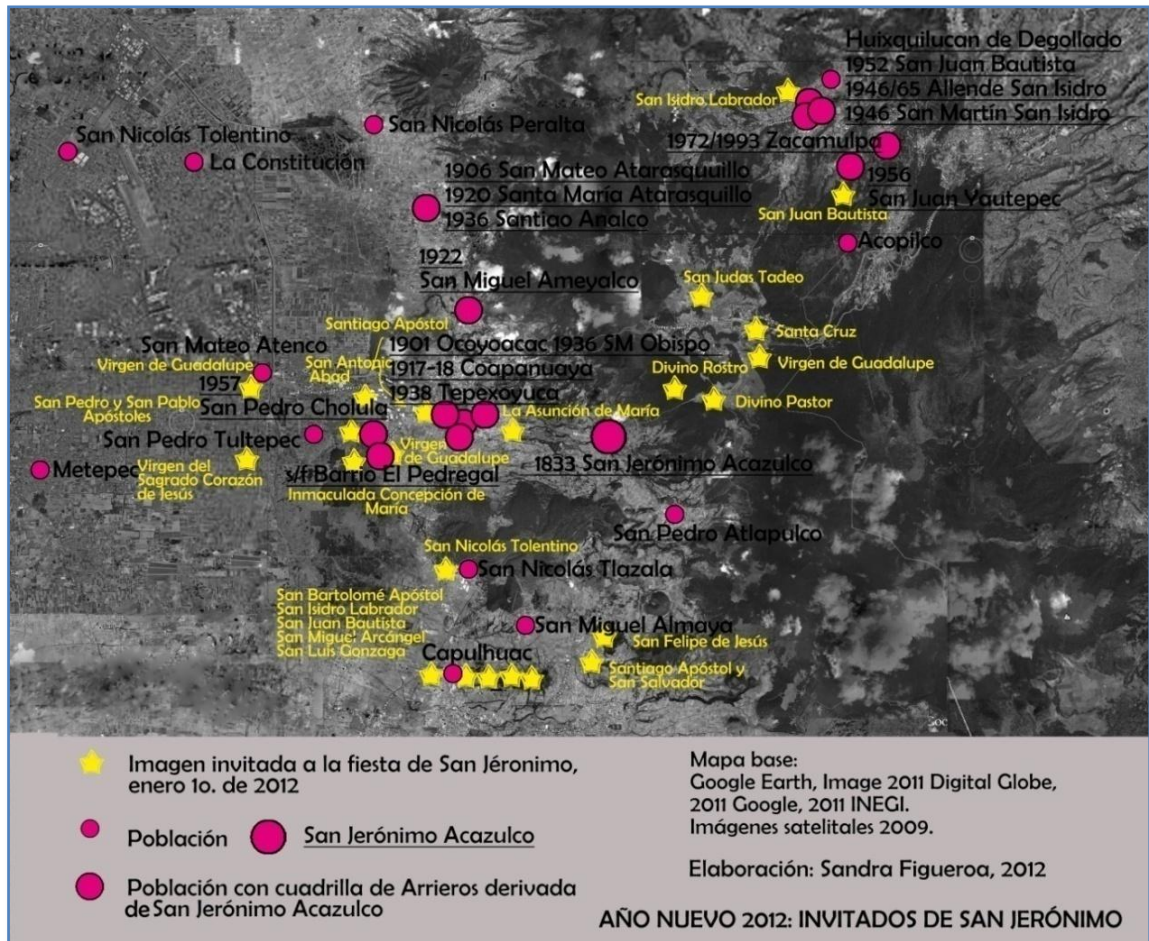 Huixquilucan de Degollado
1952 San Juan Bautista
1946/65 Allende San Isidro
1946 San Martín San Isidro
San Isidro Labrador
1972/1993 Zacamulpa
1956
San Juan Yautepec
San Juan Bautista
Acopilco
San Nicolás Peralta
San Nicolás Tolentino
La Constitución
1906 San Mateo Atarasquuillo
1920 Santa María Atarasquillo
1936 Santiao Analco
1922
San Miguel Ameyalco
San Judas Tadeo
Santa Cruz
Virgen de Guadalupe
Divino Rostro
Divino Pastor
Santiago Apóstol
1901 Ocoyoacac 1936 SM Obispo
1917-18 Coapanuaya
1938 Tepexoyuca
San Mateo Atenco
Virgen de Guadalupe
San Antonio
Abad
1957
San Pedro Cholula
San Pedro y San Pablo
Apóstoles
La Asunción de María
San Pedro Tultepec
Virgen
de Guadalupe
Metepec
Virgen del
Sagrado Corazón
de Jesús
s/f Barrio El Pedregal
Inmaculada Concepción de
María
1833 San Jerónimo Acazulco
San Pedro Atlapulco
San Nicolás Tolentino
San Nicolás Tlazala
San Bartolomé Apóstol
San Isidro Labrador
San Juan Bautista
San Miguel Arcángel
San Luis Gonzaga
San Miguel Almaya
San Felipe de Jesús
Capulhuac
Santiago Apóstol y
San Salvador
Imagen invitada a la fiesta de San Jéronimo,
enero 1o. de 2012
Población
San Jerónimo Acazulco
Población con cuadrilla de Arrieros derivada
de San Jerónimo Acazulco
Mapa base:
Google Earth, Image 2011 Digital Globe,
2011 Google, 2011 INEGI.
Imágenes satelitales 2009.
Elaboración: Sandra Figueroa, 2012
AÑO NUEVO 2012: INVITADOS DE SAN JERÓNIMO